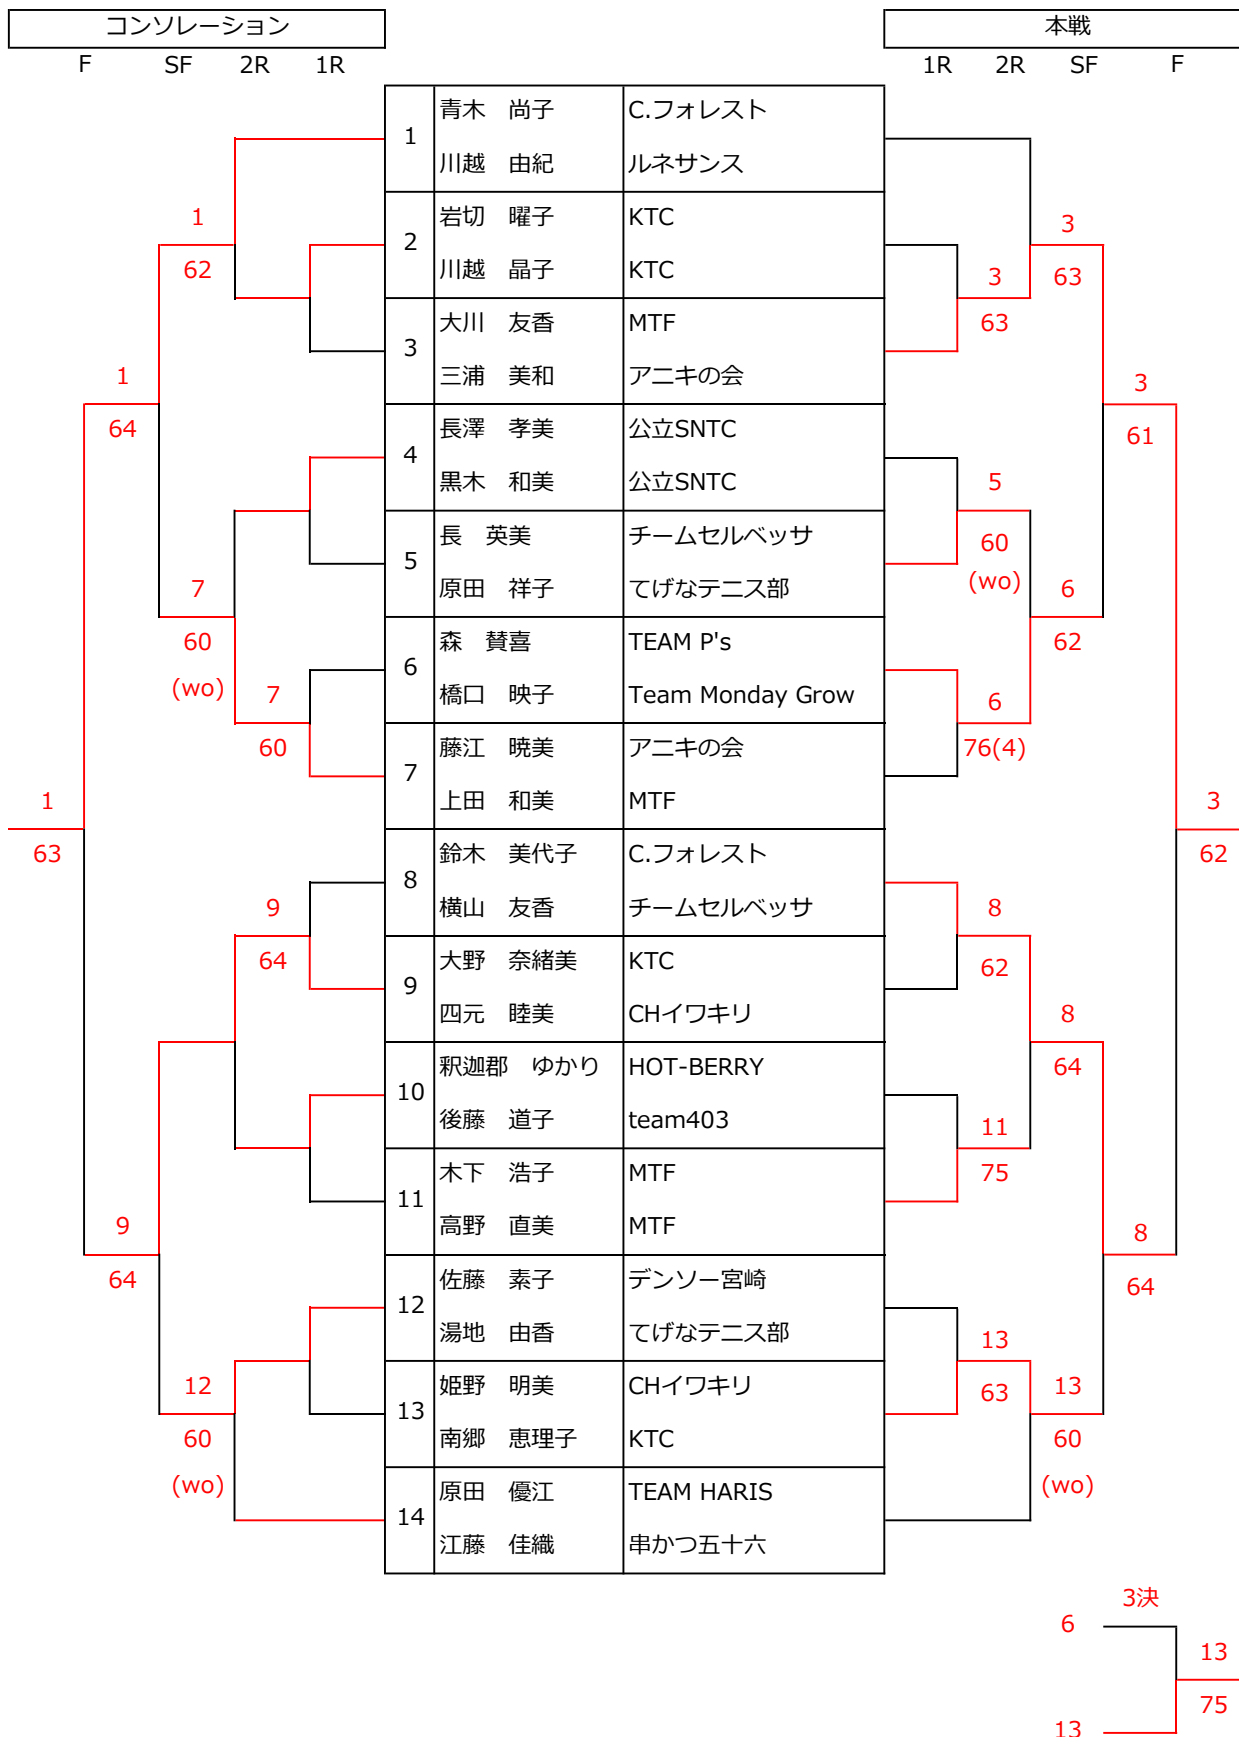 コンソレーション
本戦
F SF 2R 1R
1R 2R SF F
1 青木 尚子 C.フォレスト
川越 由紀 ルネサンス
2 岩切 曜子 KTC
川越 晶子 KTC
3 大川 友香 MTF
三浦 美和 アニキの会
4 長澤 孝美 公立SNTC
黒木 和美 公立SNTC
5 長 英美 チームセルベッサ
原田 祥子 てげなテニス部
6 森 賛喜 TEAM P's
橋口 映子 Team Monday Grow
7 藤江 暁美 アニキの会
上田 和美 MTF
8 鈴木 美代子 C.フォレスト
横山 友香 チームセルベッサ
9 大野 奈緒美 KTC
四元 睦美 CHイワキリ
10 釈迦郡 ゆかり HOT-BERRY
後藤 道子 team403
11 木下 浩子 MTF
高野 直美 MTF
12 佐藤 素子 デンソー宮崎
湯地 由香 てげなテニス部
13 姫野 明美 CHイワキリ
南郷 恵理子 KTC
14 原田 優江 TEAM HARIS
江藤 佳織 串かつ五十六
1
62
1
64
7
60
(wo)
7
60
1
63
9
64
9
64
12
60
(wo)
3
63
3
63
3
61
5
60
(wo)
6
62
6
76(4)
3
62
8
62
8
64
11
75
8
64
13
63
13
60
(wo)
3決
6
13
75
13